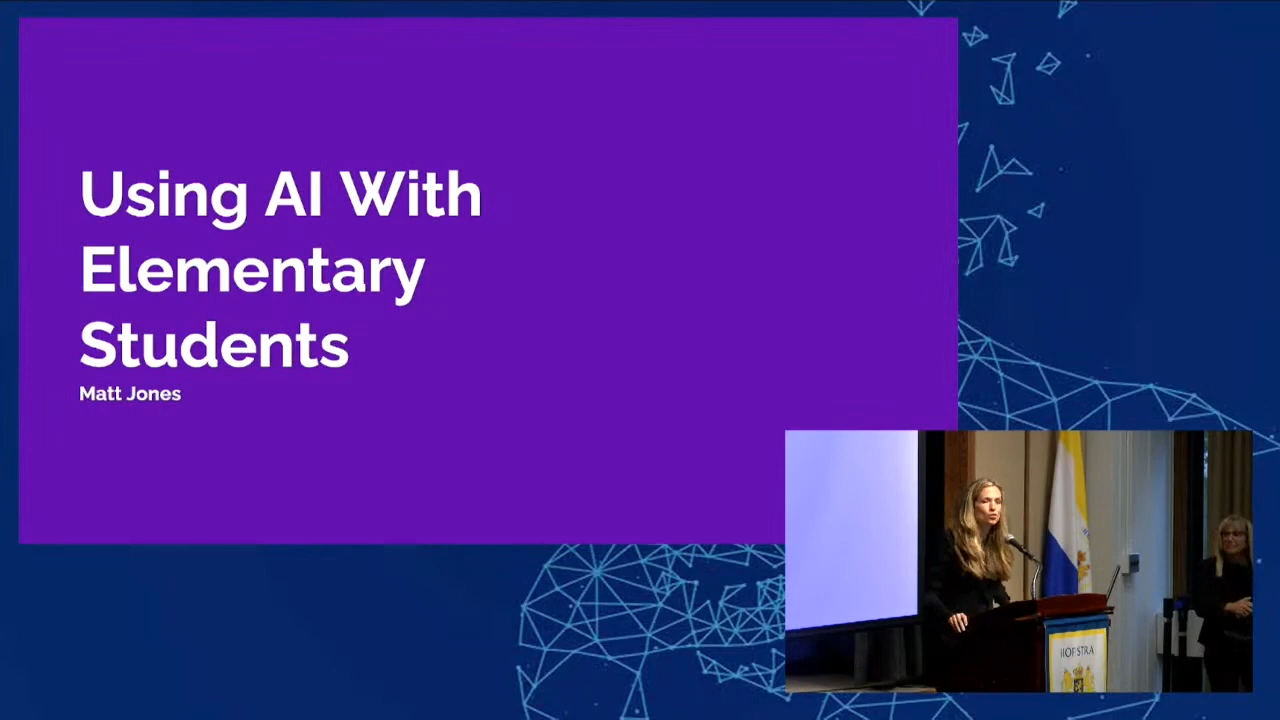 Using AI With
Elementary
Students
Matt Jones
HOFSTRA